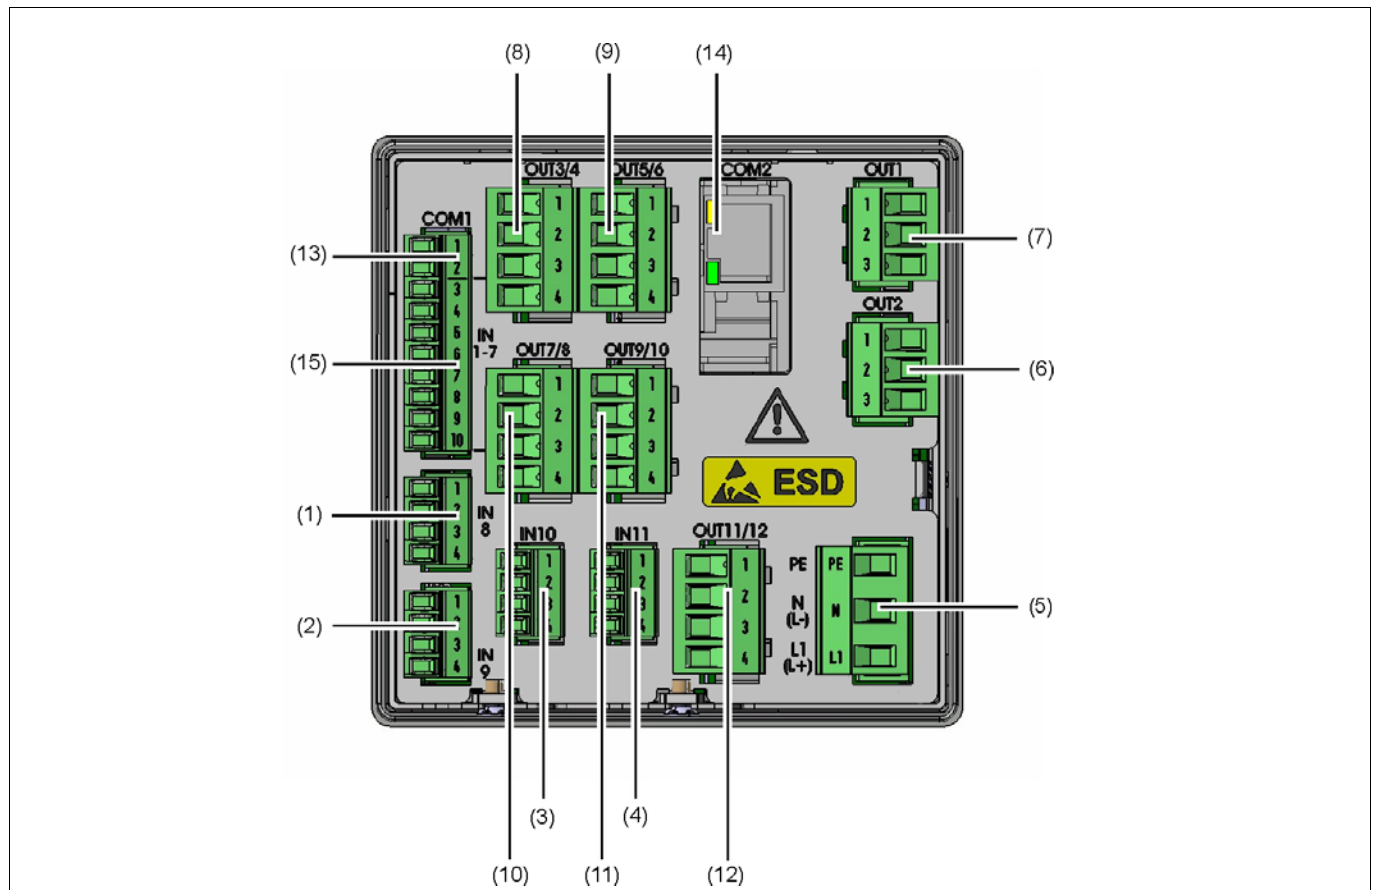 (8) (9) (14)
OUT3/4 OUT5/6 COM2 OUT1
1 2 3 4
1 2 3 4
1 2 3
(7)
COM1
(13)
1
2
3
4
5
6
7
8
9
10
IN
1-7
(15)
OUT2
1 2 3
(6)
OUT7/8 OUT9/10
1 2 3 4
1 2 3 4
ESD
(1)
1 2 3 4
IN
8
IN10 IN11 OUT11/12
1 2 3 4
1 2 3 4
1 2 3 4
PE PE
N N
(L-)
L1 L1
(L+)
(5)
(2)
1 2 3 4
IN
9
(3) (4)
(10) (11) (12)